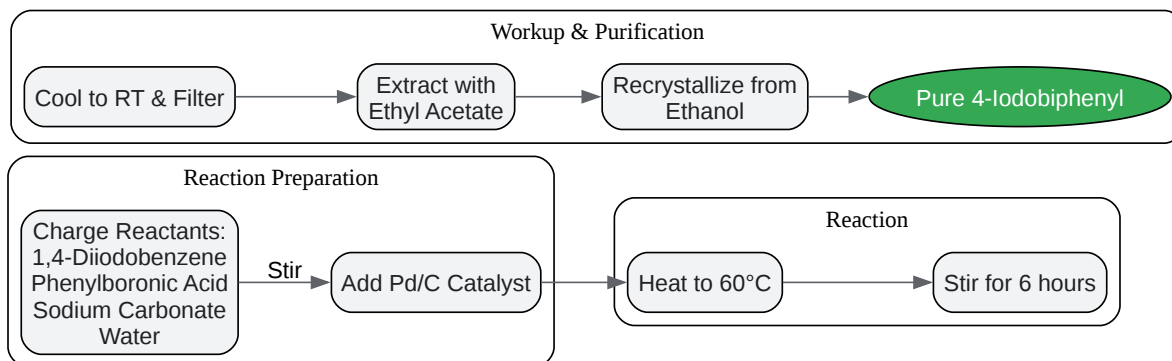 Workup & Purification
Cool to RT & Filter
Extract with
Ethyl Acetate
Recrystallize from
Ethanol
Pure 4-Iodobiphenyl
Reaction Preparation
Charge Reactants:
1,4-Diiodobenzene
Phenylboronic Acid
Sodium Carbonate
Water
Stir
Add Pd/C Catalyst
Reaction
Heat to 60°C
Stir for 6 hours